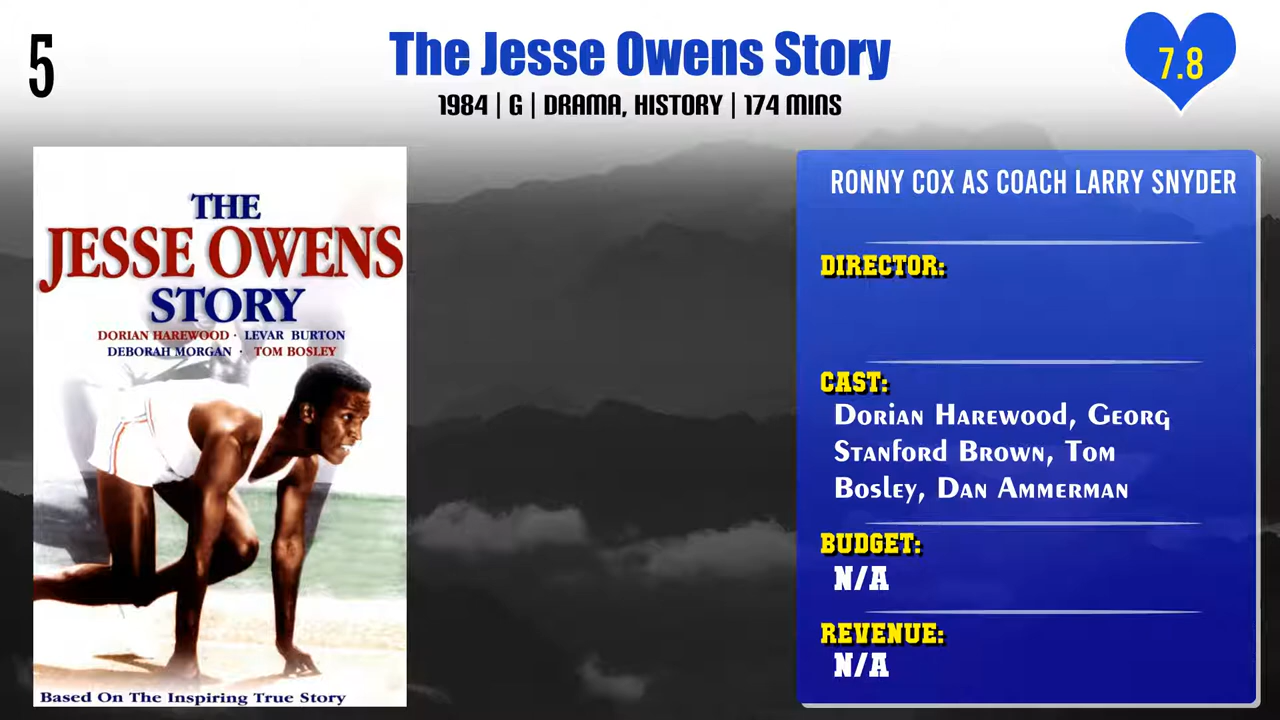 5
The Jesse Owens Story
7.8
1984 | G | DRAMA, HISTORY | 174 MINS
THE
JESSE OWENS
STORY
DORIAN HAREWOOD · LEVAR BURTON
DEBORAH MORGAN · TOM BOSLEY
Based On The Inspiring True Story
RONNY COX AS COACH LARRY SNYDER
DIRECTOR:
CAST:
Dorian Harewood, Georg
Stanford Brown, Tom
Bosley, Dan Ammerman
BUDGET:
N/A
REVENUE:
N/A